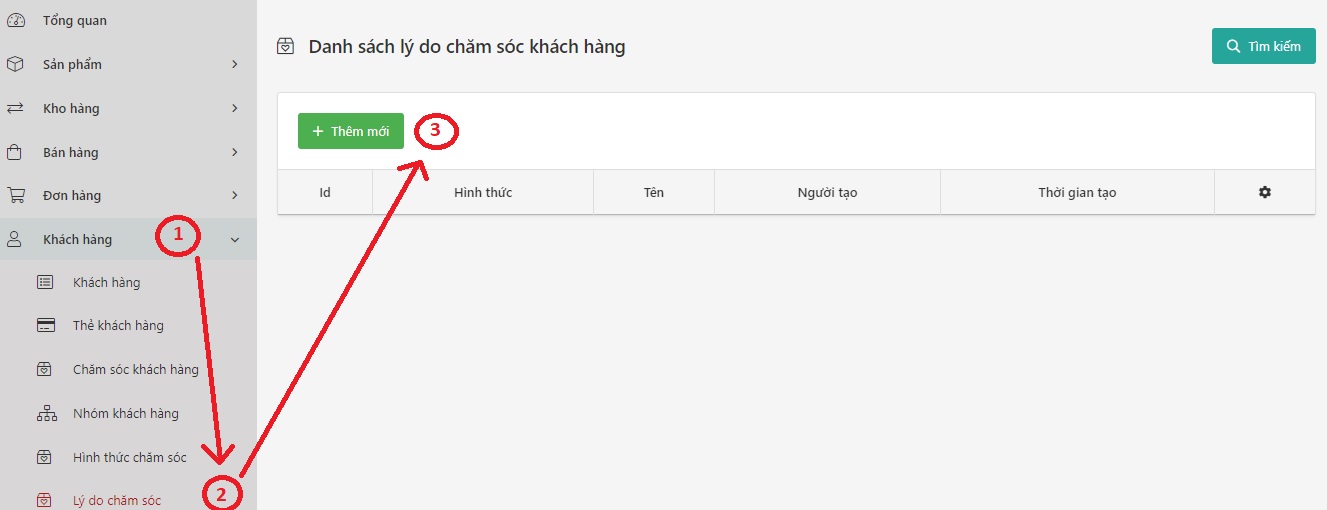 Tổng quan
Sản phẩm
Kho hàng
Bán hàng
Đơn hàng
Khách hàng
1
Khách hàng
Thẻ khách hàng
Chăm sóc khách hàng
Nhóm khách hàng
Hình thức chăm sóc
Lý do chăm sóc
2
Danh sách lý do chăm sóc khách hàng
Tìm kiếm
+ Thêm mới
3
Id Hình thức Tên Người tạo Thời gian tạo